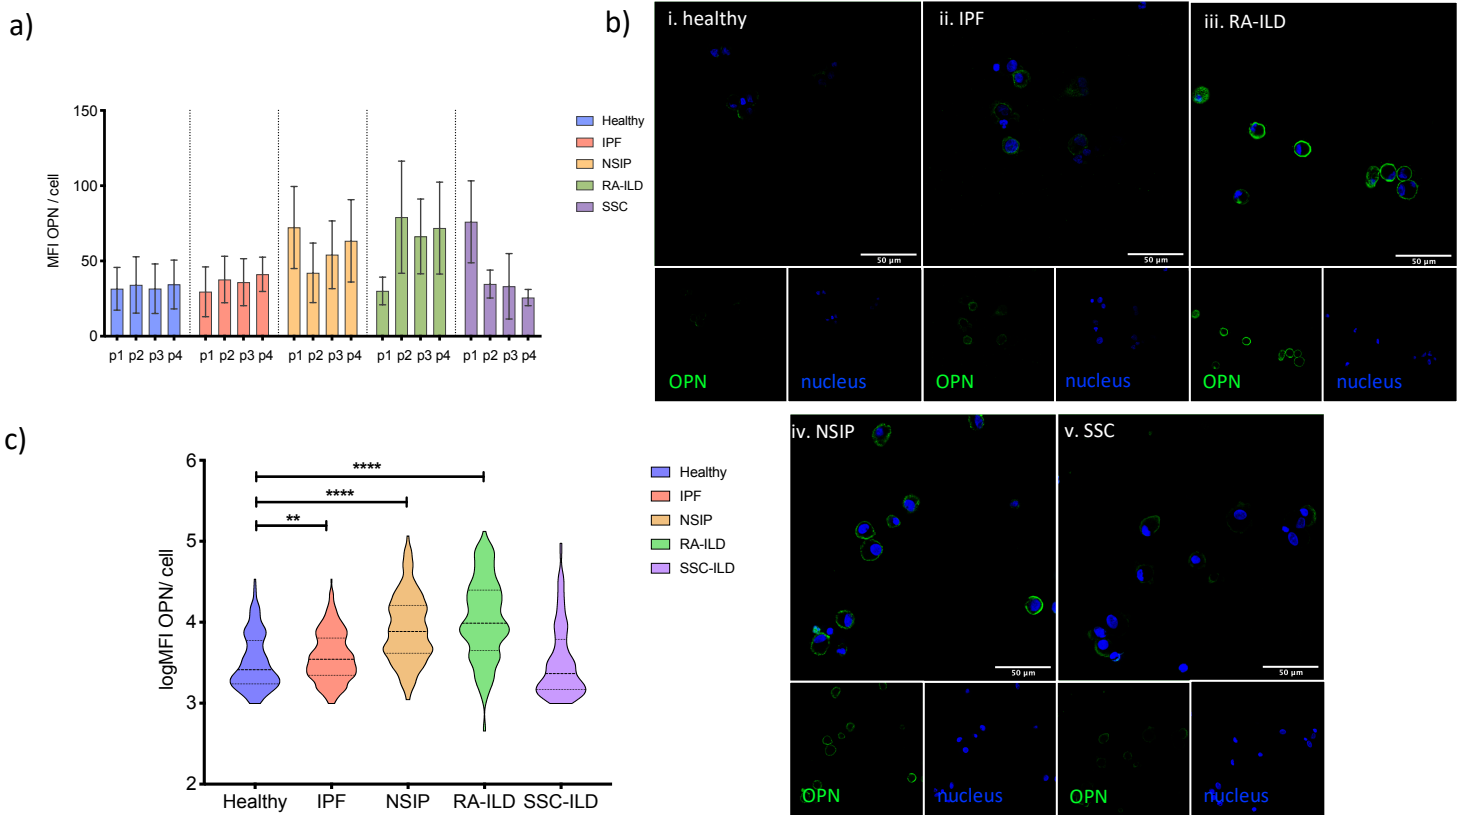 a)
150
100
50
0
MFI OPN / cell
p1 p2 p3 p4 p1 p2 p3 p4 p1 p2 p3 p4 p1 p2 p3 p4 p1 p2 p3 p4
Healthy
IPF
NSIP
RA-ILD
SSC
b)
i. healthy
50 μm
OPN
nucleus
ii. IPF
50 μm
OPN
nucleus
iii. RA-ILD
50 μm
OPN
nucleus
iv. NSIP
50 μm
OPN
nucleus
v. SSC
50 μm
OPN
nucleus
c)
6
5
4
3
2
logMFI OPN/ cell
****
****
**
Healthy IPF NSIP RA-ILD SSC-ILD
Healthy
IPF
NSIP
RA-ILD
SSC-ILD